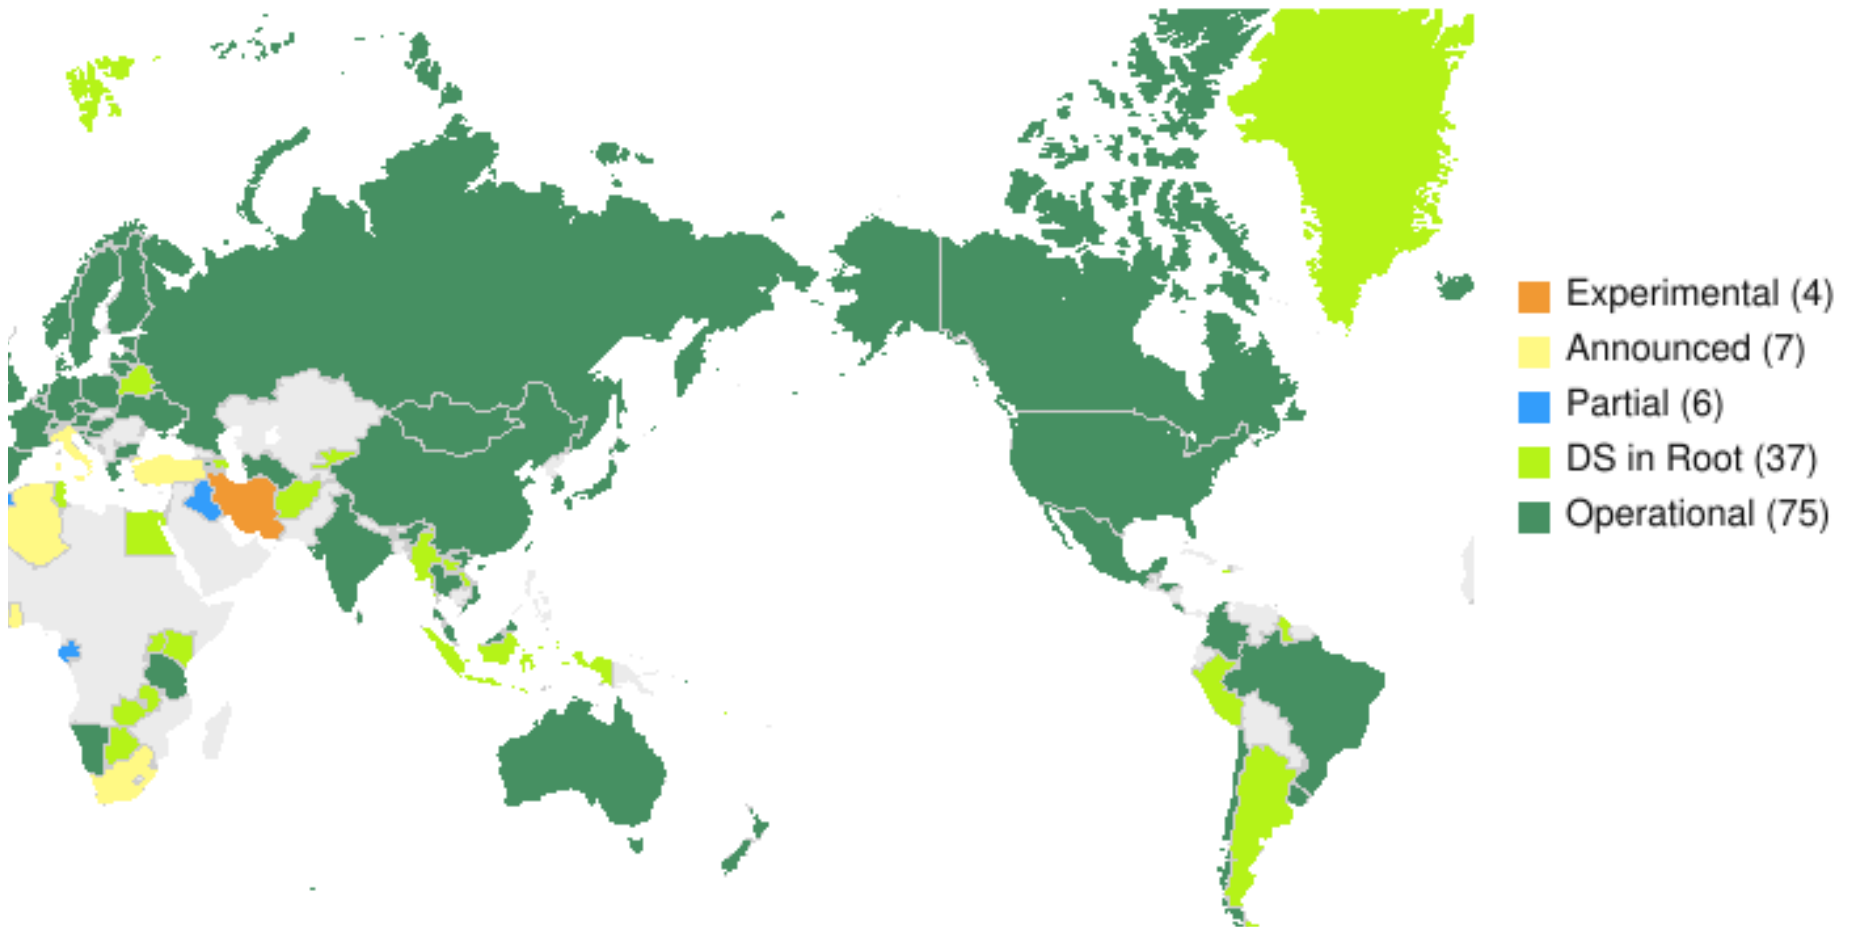 Experimental (4)
Announced (7)
Partial (6)
DS in Root (37)
Operational (75)